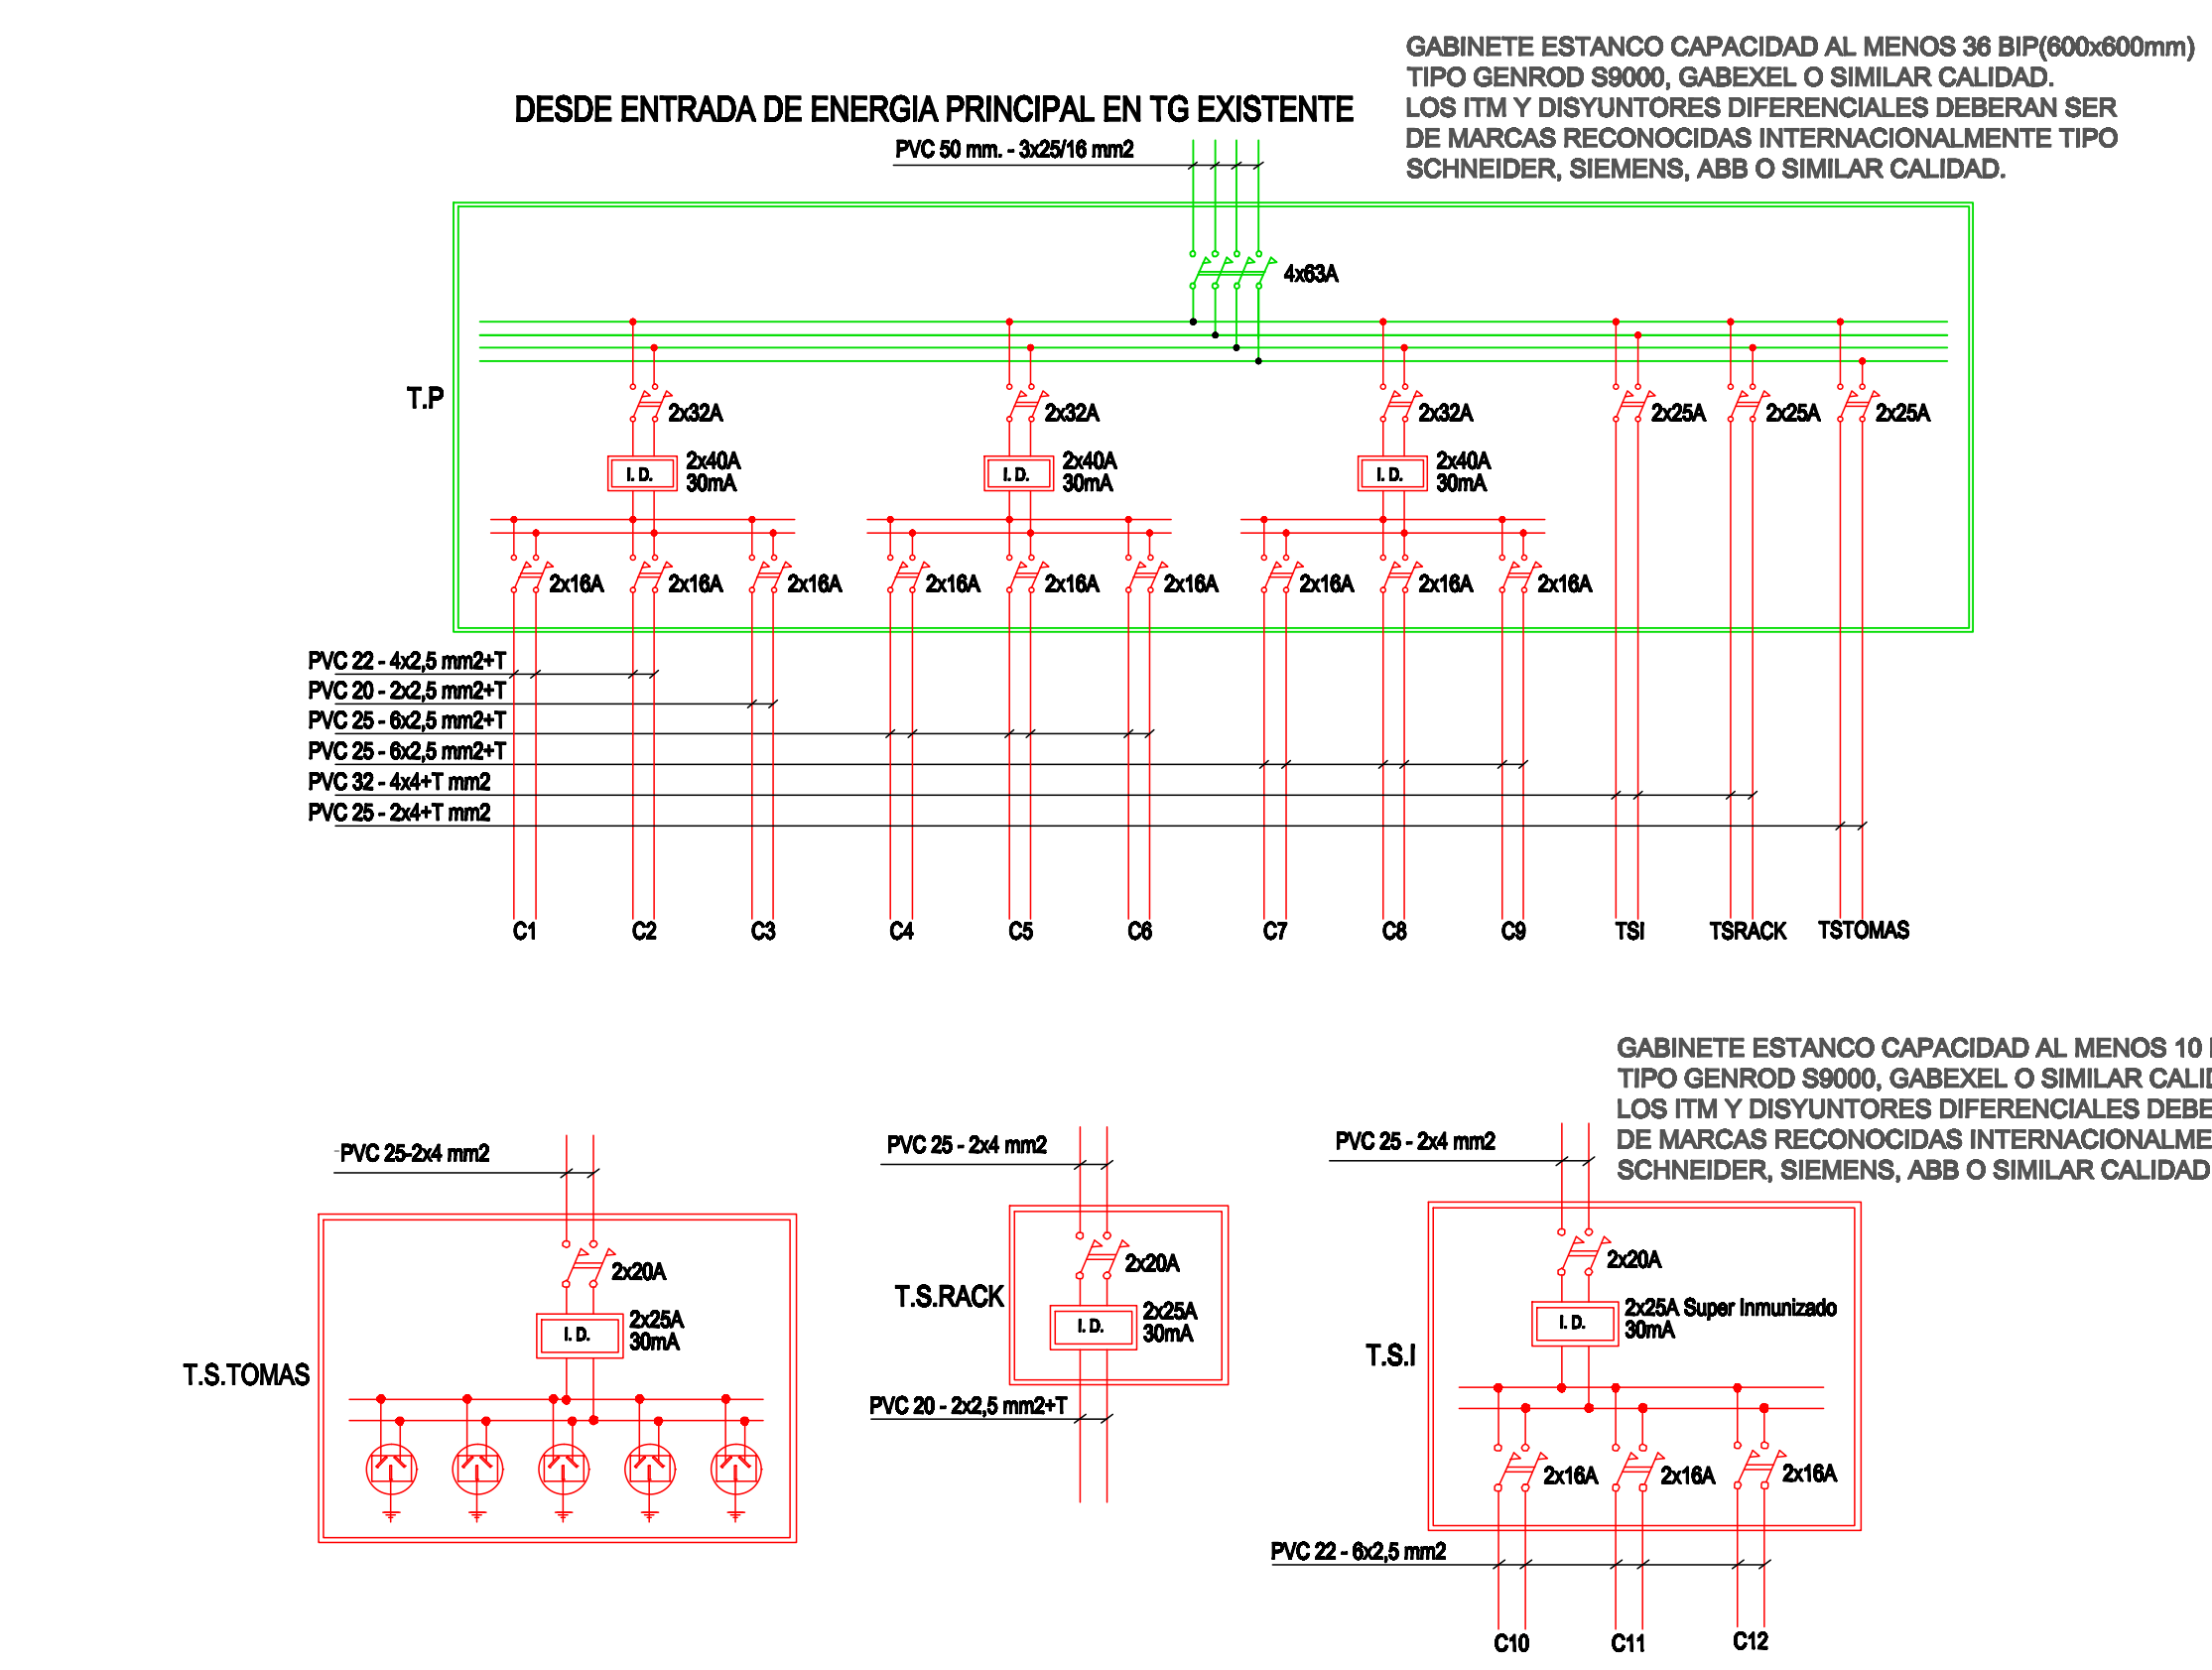 GABINETE ESTANCO CAPACIDAD AL MENOS 36 BIP(600x600mm)
TIPO GENROD S9000, GABEXEL O SIMILAR CALIDAD.
LOS ITM Y DISYUNTORES DIFERENCIALES DEBERAN SER
DE MARCAS RECONOCIDAS INTERNACIONALMENTE TIPO
SCHNEIDER, SIEMENS, ABB O SIMILAR CALIDAD.
DESDE ENTRADA DE ENERGIA PRINCIPAL EN TG EXISTENTE
PVC 50 mm. - 3x25/16 mm2
4x63A
T.P
2x32A
2x32A
2x32A
2x25A
2x25A
2x25A
I. D.
2x40A
30mA
I. D.
2x40A
30mA
I. D.
2x40A
30mA
2x16A
2x16A
2x16A
2x16A
2x16A
2x16A
2x16A
2x16A
2x16A
PVC 22 - 4x2,5 mm2+T
PVC 20 - 2x2,5 mm2+T
PVC 25 - 6x2,5 mm2+T
PVC 25 - 6x2,5 mm2+T
PVC 32 - 4x4+T mm2
PVC 25 - 2x4+T mm2
C1
C2
C3
C4
C5
C6
C7
C8
C9
TSI
TSRACK
TSTOMAS
GABINETE ESTANCO CAPACIDAD AL MENOS 10
TIPO GENROD S9000, GABEXEL O SIMILAR CALI
LOS ITM Y DISYUNTORES DIFERENCIALES DEBE
DE MARCAS RECONOCIDAS INTERNACIONALME
SCHNEIDER, SIEMENS, ABB O SIMILAR CALIDAD
PVC 25-2x4 mm2
2x20A
I. D.
2x25A
30mA
T.S.TOMAS
PVC 25 - 2x4 mm2
2x20A
T.S.RACK
I. D.
2x25A
30mA
PVC 20 - 2x2,5 mm2+T
PVC 25 - 2x4 mm2
2x20A
I. D.
2x25A Super Inmunizado
30mA
T.S.I
2x16A
2x16A
2x16A
PVC 22 - 6x2,5 mm2
C10
C11
C12